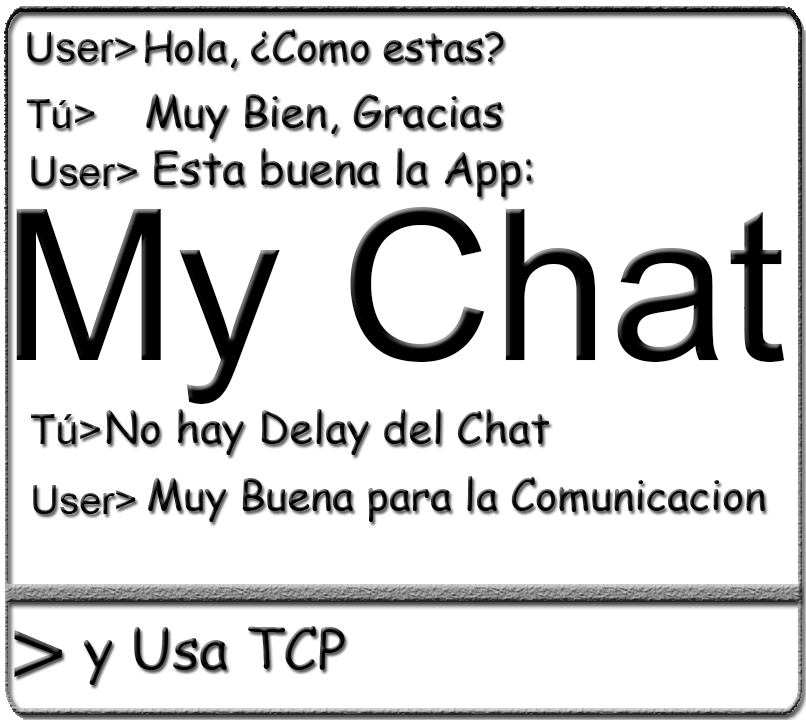 User>Hola, ¿Como estas?
Tú> Muy Bien, Gracias
User> Esta buena la App:
My Chat
Tú>No hay Delay del Chat
User> Muy Buena para la Comunicacion
> y Usa TCP